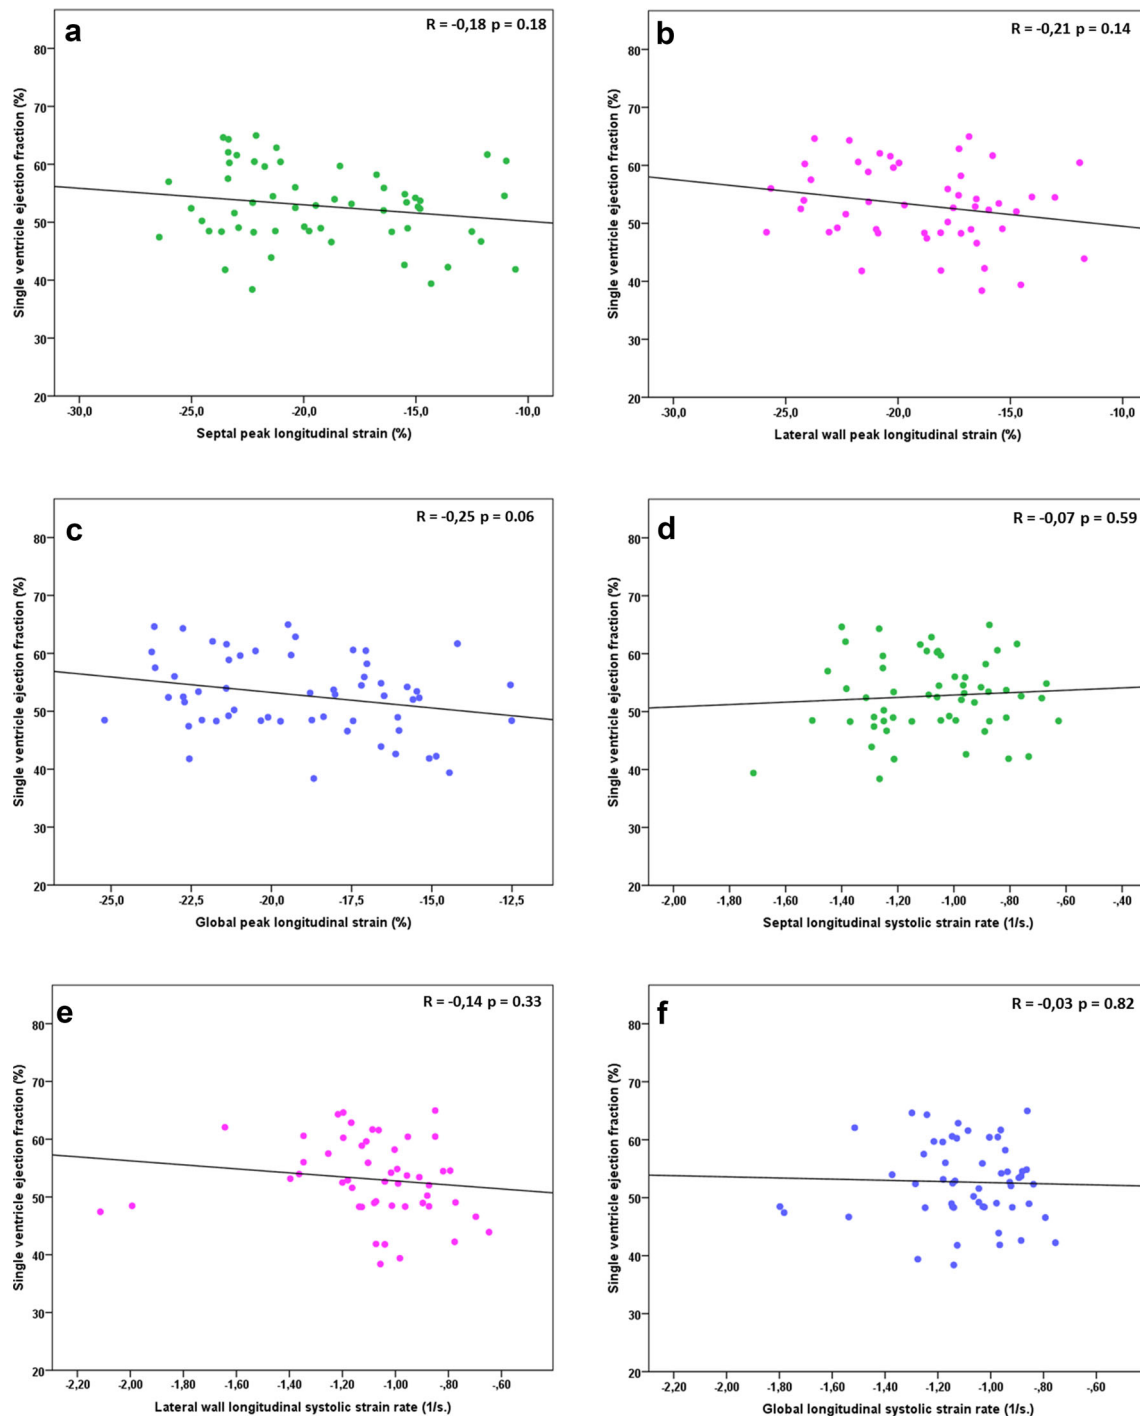 a
R = -0,18 p = 0.18
Single ventricle ejection fraction (%)
80
70
60
50
40
30
20
-30,0 -25,0 -20,0 -15,0 -10,0
Septal peak longitudinal strain (%)
b
R = -0,21 p = 0.14
Single ventricle ejection fraction (%)
80
70
60
50
40
30
20
-30,0 -25,0 -20,0 -15,0 -10,0
Lateral wall peak longitudinal strain (%)
c
R = -0,25 p = 0.06
Single ventricle ejection fraction (%)
80
70
60
50
40
30
20
-25,0 -22,5 -20,0 -17,5 -15,0 -12,5
Global peak longitudinal strain (%)
d
R = -0,07 p = 0.59
Single ventricle ejection fraction (%)
80
70
60
50
40
30
20
-2,00 -1,80 -1,60 -1,40 -1,20 -1,00 -,80 -,60 -,40
Septal longitudinal systolic strain rate (1/s.)
e
R = -0,14 p = 0.33
Single ventricle ejection fraction (%)
80
70
60
50
40
30
20
-2,20 -2,00 -1,80 -1,60 -1,40 -1,20 -1,00 -,80 -,60
Lateral wall longitudinal systolic strain rate (1/s.)
f
R = -0,03 p = 0.82
Single ventricle ejection fraction (%)
80
70
60
50
40
30
20
-2,20 -2,00 -1,80 -1,60 -1,40 -1,20 -1,00 -,80 -,60
Global longitudinal systolic strain rate (1/s.)